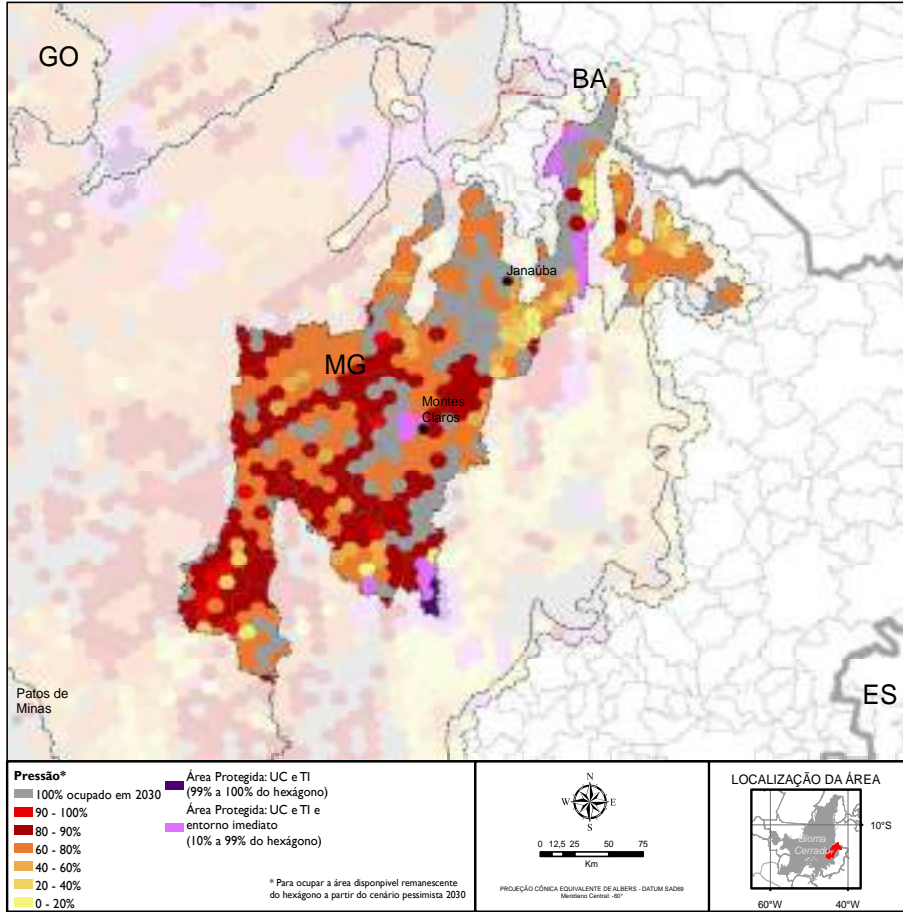 GO
BA
Janaúba
MG
Montes
Claros
Patos de
Minas
ES
Pressão*
100% ocupado em 2030
90 - 100%
80 - 90%
60 - 80%
40 - 60%
20 - 40%
0 - 20%
Área Protegida: UC e TI
(99% a 100% do hexágono)
Área Protegida: UC e TI e
entorno imediato
(10% a 99% do hexágono)
* Para ocupar a área disponpivel remanescente
do hexágono a partir do cenário pessimista 2030
N
W E
S
0 12,5 25 50 75
Km
PROJEÇÃO CÔNICA EQUIVALENTE DE ALBERS - DATUM SAD69
Meridiano Central: -60°
LOCALIZAÇÃO DA ÁREA
10°S
Bioma
Cerrado
60°W 40°W